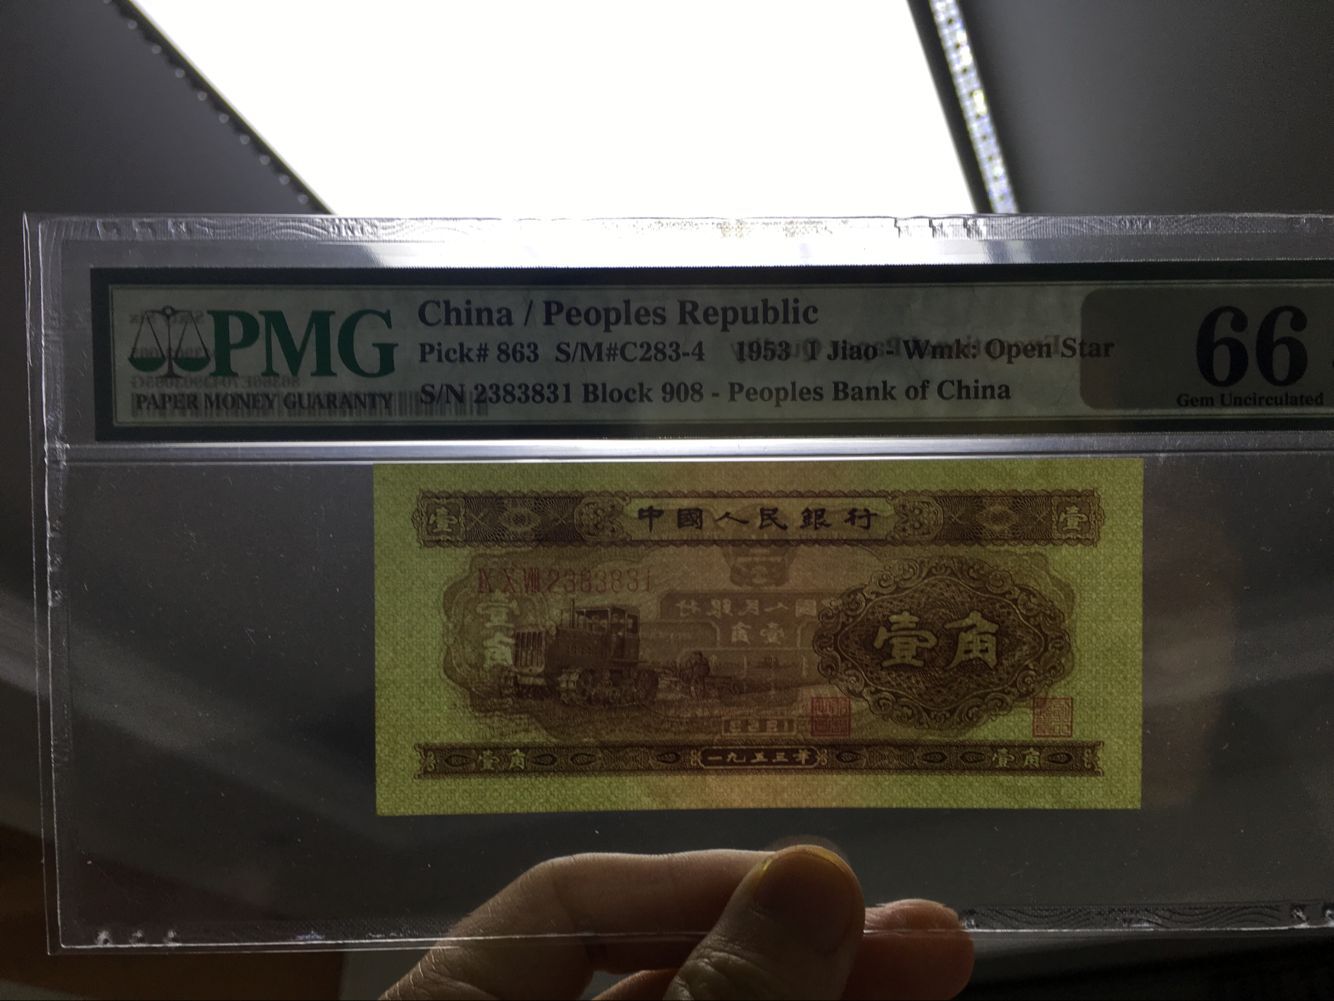 PMG
PAPER MONEY GUARANTY
China / Peoples Republic
Pick# 863 S/M#C283-4 1953 1 Jiao - Wmk: Open Star
S/N 2383831 Block 908 - Peoples Bank of China
66
Gem Uncirculated
壹 中國人民銀行 壹
IX X VIII 2383831
壹角
壹角
壹角 一九五三年 壹角